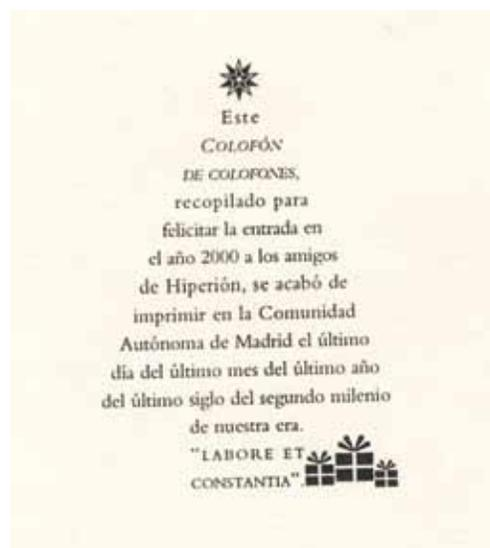 Este
COLOFÓN
DE COLOFONES,
recopilado para
felicitar la entrada en
el año 2000 a los amigos
de Hiperión, se acabó de
imprimir en la Comunidad
Autónoma de Madrid el último
día del último mes del último año
del último siglo del segundo milenio
de nuestra era.
"LABORE ET
CONSTANTIA".